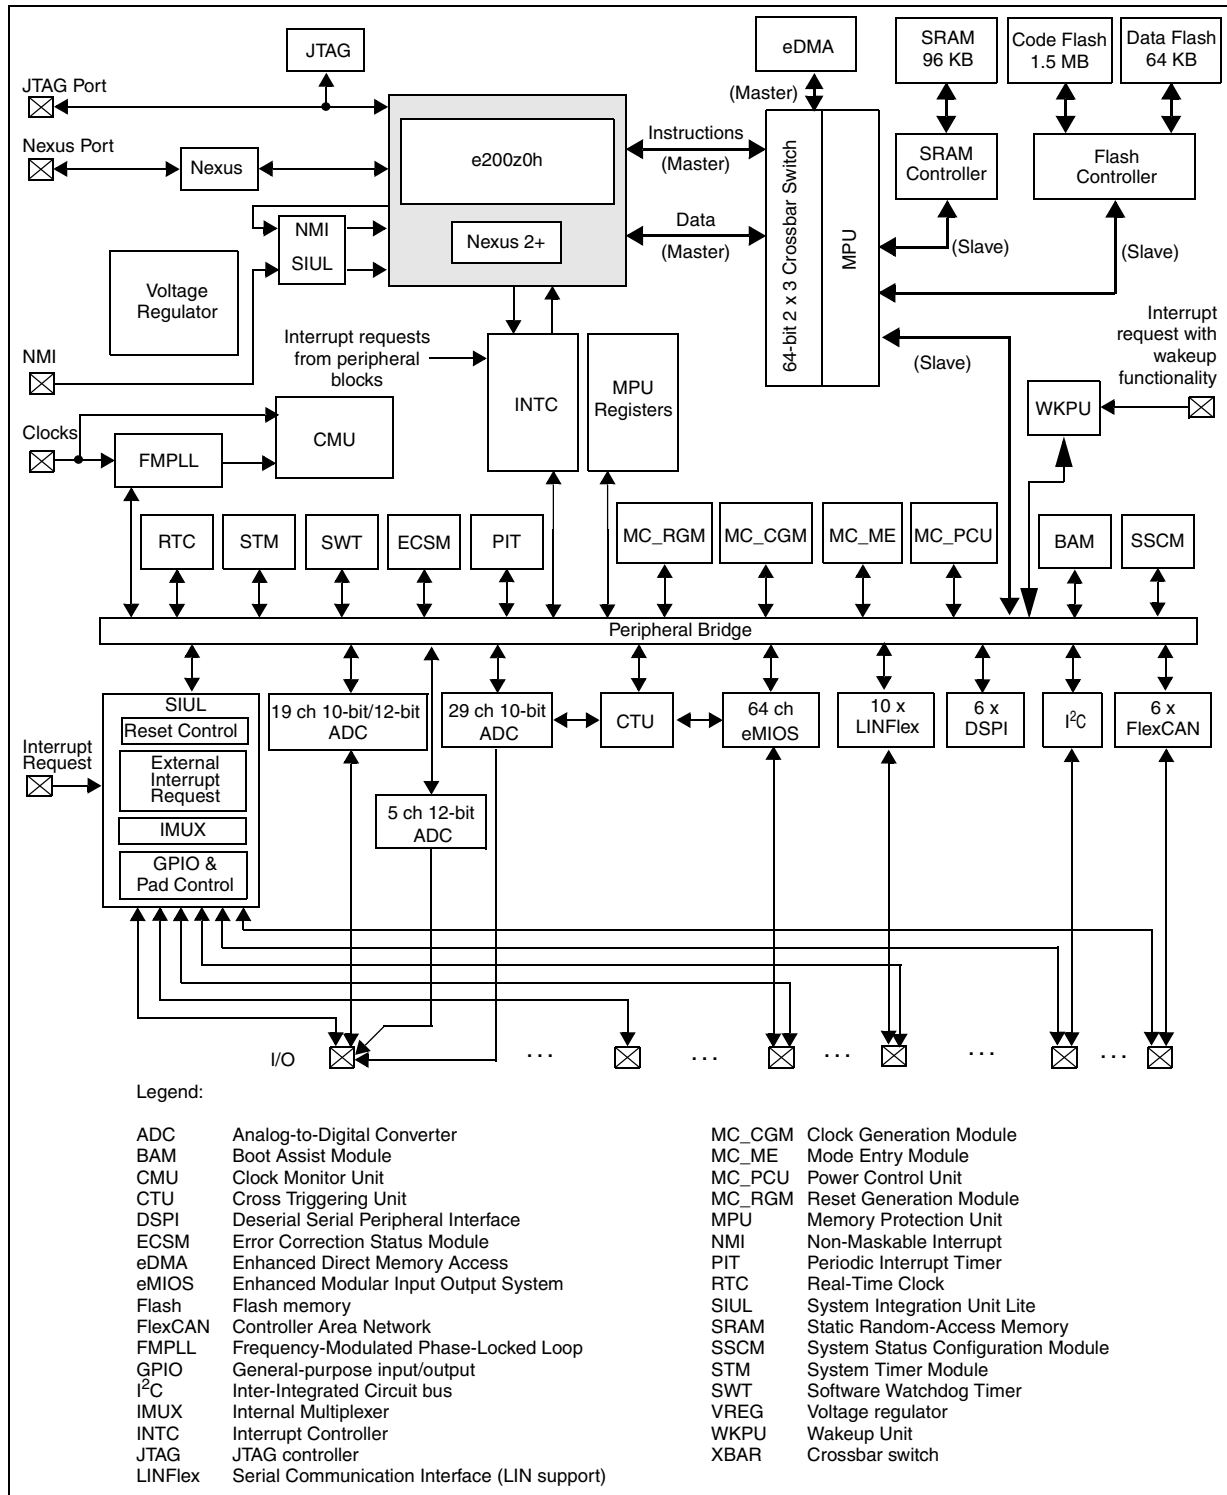 JTAG
eDMA
SRAM
96 KB
Code Flash
1.5 MB
Data Flash
64 KB
JTAG Port
(Master)
Nexus Port
Nexus
e200z0h
Instructions
(Master)
64-bit 2 x 3 Crossbar Switch
MPU
SRAM
Controller
Flash
Controller
NMI
SIUL
Nexus 2+
Data
(Master)
(Slave)
(Slave)
Voltage
Regulator
Interrupt requests
from peripheral
blocks
Interrupt
request with
wakeup
functionality
NMI
INTC
MPU
Registers
(Slave)
WKPU
Clocks
FMPLL
CMU
RTC
STM
SWT
ECSM
PIT
MC_RGM
MC_CGM
MC_ME
MC_PCU
BAM
SSCM
Peripheral Bridge
SIUL
Reset Control
External
Interrupt
Request
IMUX
GPIO &
Pad Control
Interrupt
Request
19 ch 10-bit/12-bit
ADC
29 ch 10-bit
ADC
CTU
64 ch
eMIOS
10 x
LINFlex
6 x
DSPI
I2C
6 x
FlexCAN
5 ch 12-bit
ADC
I/O
... ... ... ... ...
Legend:
ADC Analog-to-Digital Converter
BAM Boot Assist Module
CMU Clock Monitor Unit
CTU Cross Triggering Unit
DSPI Deserial Serial Peripheral Interface
ECSM Error Correction Status Module
eDMA Enhanced Direct Memory Access
eMIOS Enhanced Modular Input Output System
Flash Flash memory
FlexCAN Controller Area Network
FMPLL Frequency-Modulated Phase-Locked Loop
GPIO General-purpose input/output
I2C Inter-Integrated Circuit bus
IMUX Internal Multiplexer
INTC Interrupt Controller
JTAG JTAG controller
LINFlex Serial Communication Interface (LIN support)
MC_CGM Clock Generation Module
MC_ME Mode Entry Module
MC_PCU Power Control Unit
MC_RGM Reset Generation Module
MPU Memory Protection Unit
NMI Non-Maskable Interrupt
PIT Periodic Interrupt Timer
RTC Real-Time Clock
SIUL System Integration Unit Lite
SRAM Static Random-Access Memory
SSCM System Status Configuration Module
STM System Timer Module
SWT Software Watchdog Timer
VREG Voltage regulator
WKPU Wakeup Unit
XBAR Crossbar switch